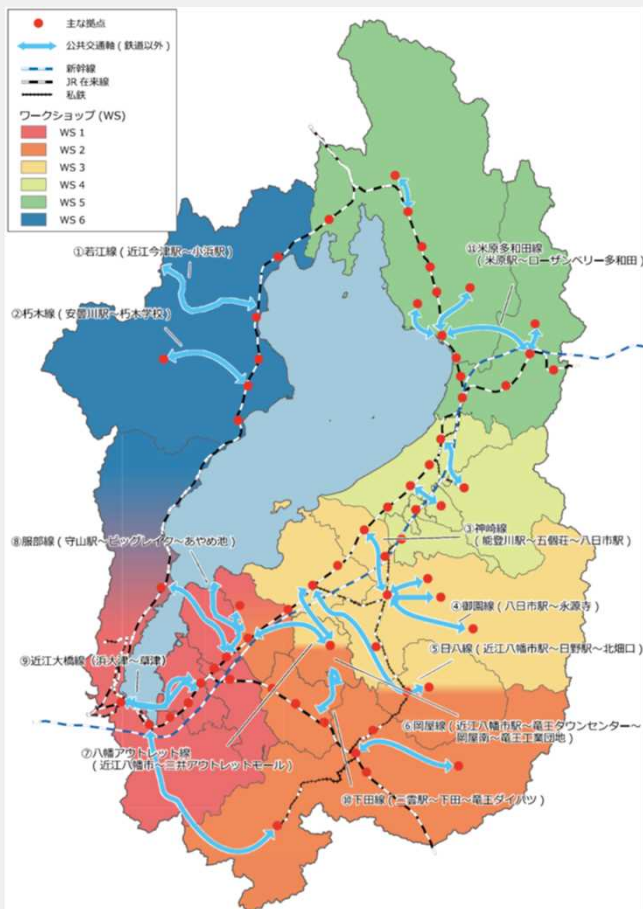 主な拠点
公共交通軸(鉄道以外)
新幹線
JR 在来線
私鉄
ワークショップ (WS)
WS 1
WS 2
WS 3
WS 4
WS 5
WS 6
①若江線(近江今津駅~小浜駅)
②朽木線(安曇川駅~朽木学校)
⑪米原多和田線
(米原駅~ローザンベリー多和田)
③神崎線
(能登川駅~五個荘~八日市駅)
⑧服部線(守山駅~ビッグレイク~あやめ池)
④御園線(八日市駅~永源寺)
⑤日八線(近江八幡市駅~日野駅~北畑口)
⑨近江大橋線(浜大津~草津)
⑥岡屋線(近江八幡市駅~竜王タウンセンター~
岡屋南~竜王工業団地)
⑦八幡アウトレット線
(近江八幡市~三井アウトレットモール)
⑩下田線(三雲駅~下田~竜王ダイハツ)